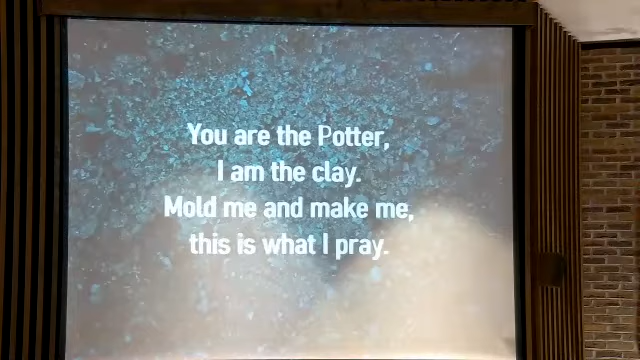 You are the Potter,
I am the clay.
Mold me and make me,
this is what I pray.